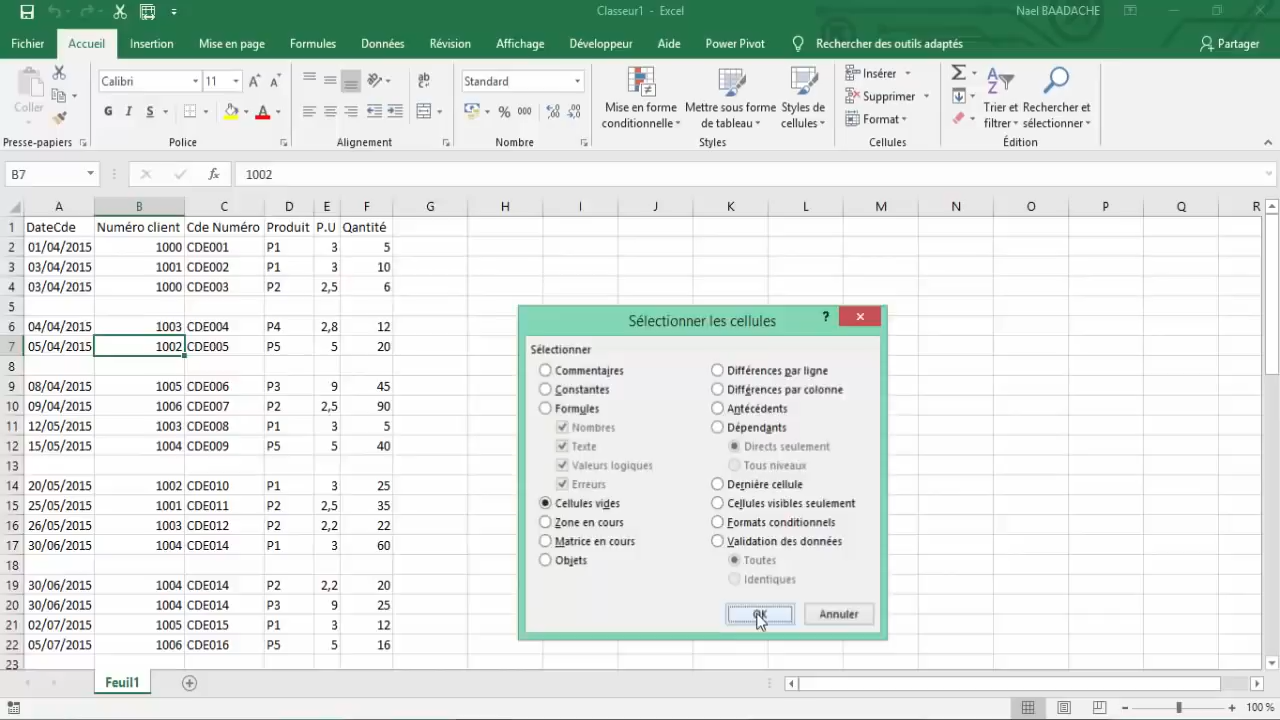 Classeur1 - Excel
Nael BAADACHE
Fichier Accueil Insertion Mise en page Formules Données Révision Affichage Développeur Aide Power Pivot Rechercher des outils adaptés Partager
Coller
Presse-papiers
Calibri 11
G I S
Police
Alignement
Standard
% 000
Nombre
Mise en forme conditionnelle
Mettre sous forme de tableau
Styles de cellules
Styles
Insérer
Supprimer
Format
Cellules
Trier et filtrer
Rechercher et sélectionner
Édition
B7 fx 1002
A B C D E F G H I J K L M N O P Q R
1 DateCde Numéro client Cde Numéro Produit P.U Qantité
2 01/04/2015 1000 CDE001 P1 3 5
3 03/04/2015 1001 CDE002 P1 3 10
4 03/04/2015 1000 CDE003 P2 2,5 6
5
6 04/04/2015 1003 CDE004 P4 2,8 12
7 05/04/2015 1002 CDE005 P5 5 20
8
9 08/04/2015 1005 CDE006 P3 9 45
10 09/04/2015 1006 CDE007 P2 2,5 90
11 12/05/2015 1003 CDE008 P1 3 5
12 15/05/2015 1004 CDE009 P5 5 40
13
14 20/05/2015 1002 CDE010 P1 3 25
15 25/05/2015 1001 CDE011 P2 2,5 35
16 26/05/2015 1003 CDE012 P2 2,2 22
17 30/06/2015 1004 CDE014 P1 3 60
18
19 30/06/2015 1004 CDE014 P2 2,2 20
20 30/06/2015 1004 CDE014 P3 9 25
21 02/07/2015 1005 CDE015 P1 3 12
22 05/07/2015 1006 CDE016 P5 5 16
23
Sélectionner les cellules ?
Sélectionner
Commentaires
Constantes
Formules
Nombres
Texte
Valeurs logiques
Erreurs
Cellules vides
Zone en cours
Matrice en cours
Objets
Différences par ligne
Différences par colonne
Antécédents
Dépendants
Directs seulement
Tous niveaux
Dernière cellule
Cellules visibles seulement
Formats conditionnels
Validation des données
Toutes
Identiques
OK Annuler
Feuil1
100 %